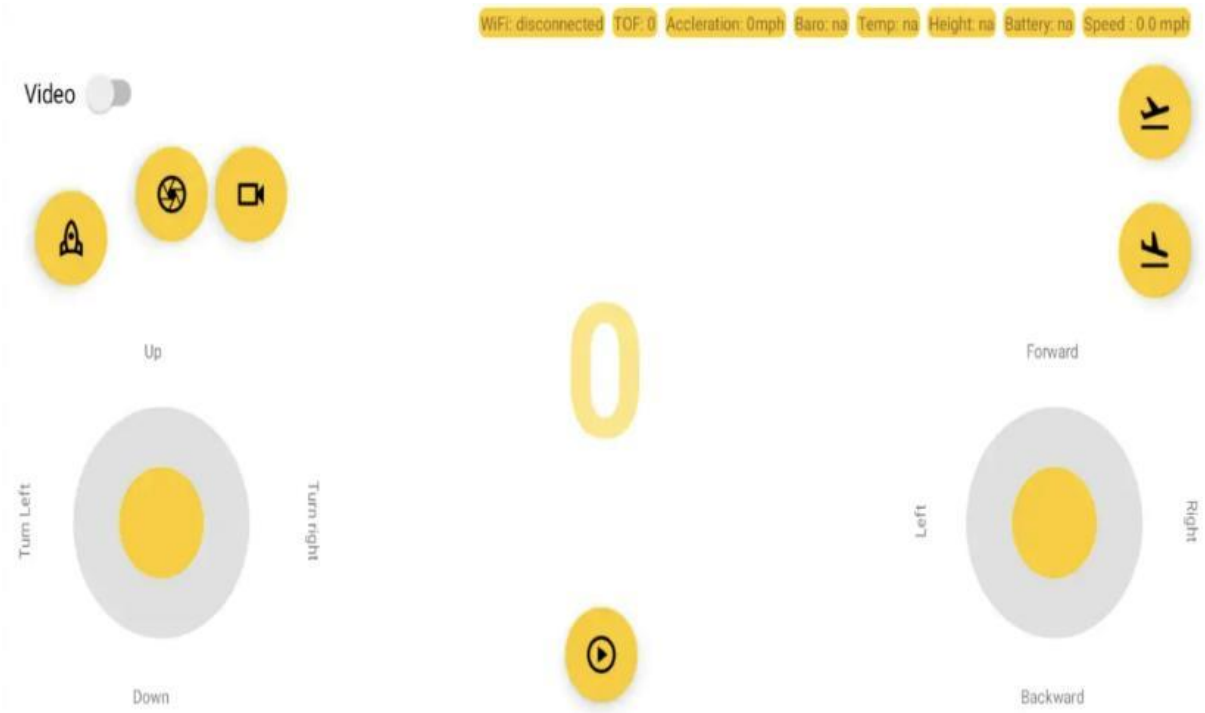 WiFi: disconnected TOF: 0 Accleration: 0mph Baro: na Temp: na Height: na Battery: na Speed : 0.0 mph
Video
Up
Forward
0
Turn Left
Turn right
Left
Right
Down
Backward